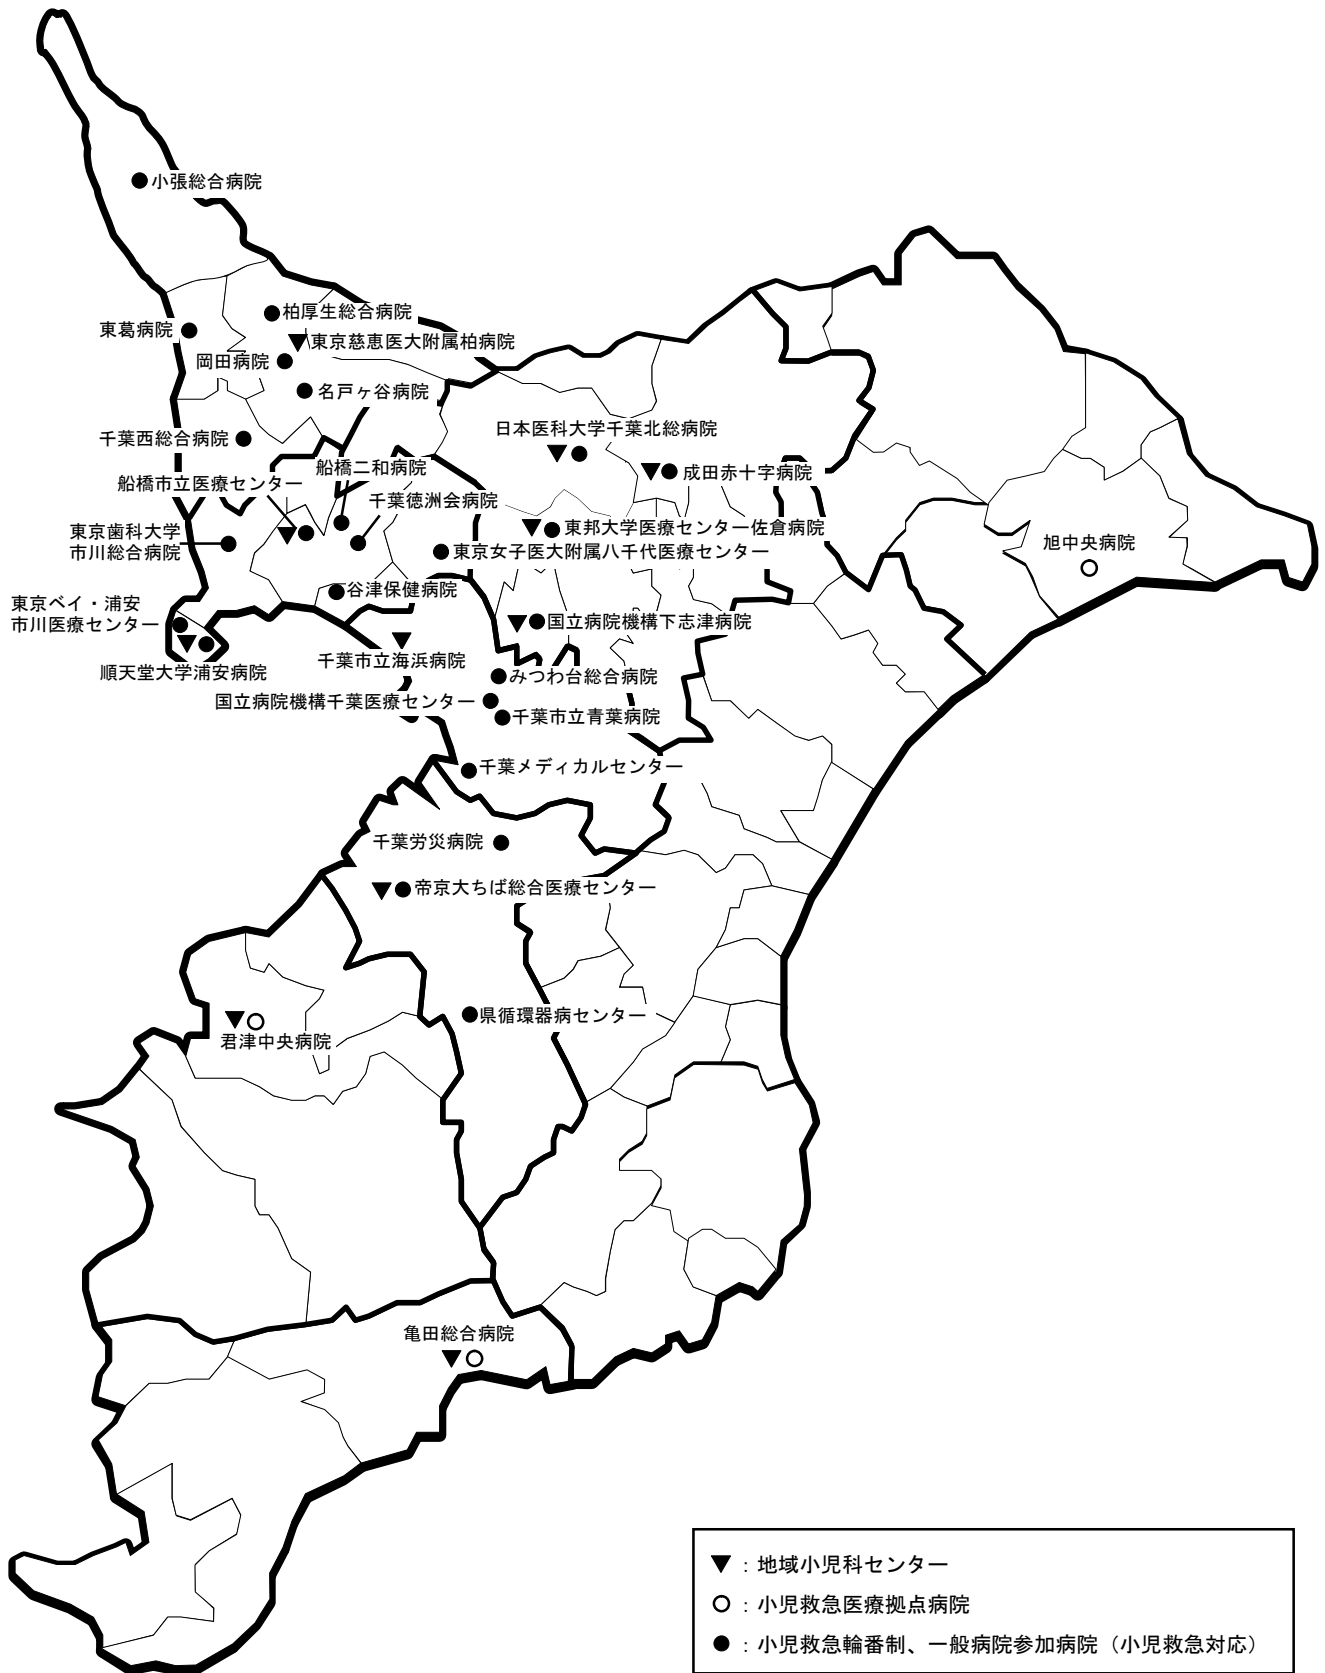 小張総合病院
柏厚生総合病院
東葛病院
東京慈恵医大附属柏病院
岡田病院
名戸ヶ谷病院
千葉西総合病院
日本医科大学千葉北総病院
船橋二和病院
成田赤十字病院
船橋市立医療センター
千葉徳洲会病院
東京歯科大学
市川総合病院
東邦大学医療センター佐倉病院
東京女子医大附属八千代医療センター
旭中央病院
谷津保健病院
東京ベイ・浦安
市川医療センター
国立病院機構下志津病院
千葉市立海浜病院
順天堂大学浦安病院
みつわ台総合病院
国立病院機構千葉医療センター
千葉市立青葉病院
千葉メディカルセンター
千葉労災病院
帝京大ちば総合医療センター
県循環器病センター
君津中央病院
亀田総合病院
▼：地域小児科センター
○：小児救急医療拠点病院
●：小児救急輪番制、一般病院参加病院（小児救急対応）